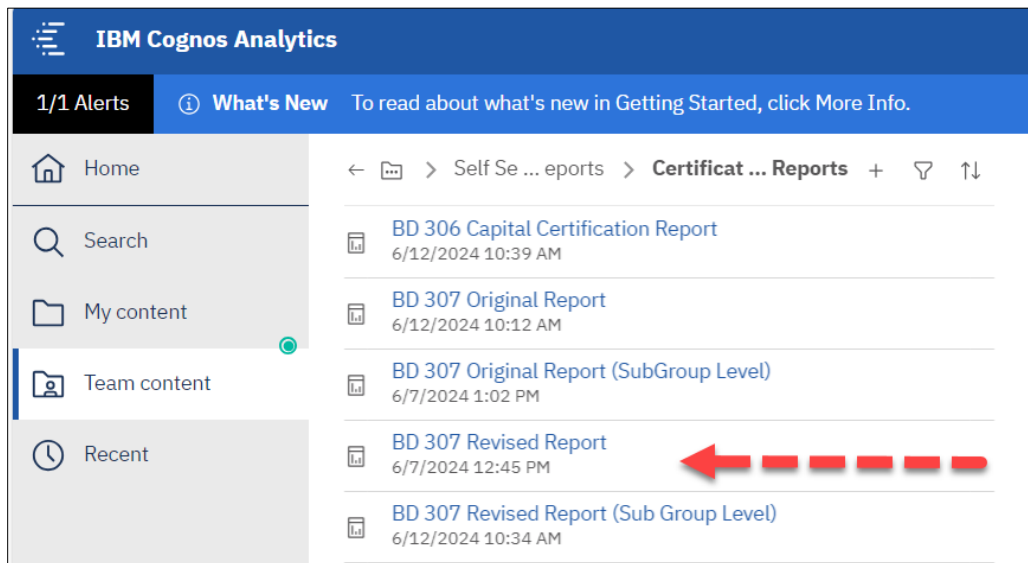 IBM Cognos Analytics
1/1 Alerts What's New To read about what's new in Getting Started, click More Info.
Home
Search
My content
Team content
Recent
Self Se ... eports > Certificat ... Reports
BD 306 Capital Certification Report
6/12/2024 10:39 AM
BD 307 Original Report
6/12/2024 10:12 AM
BD 307 Original Report (SubGroup Level)
6/7/2024 1:02 PM
BD 307 Revised Report
6/7/2024 12:45 PM
BD 307 Revised Report (Sub Group Level)
6/12/2024 10:34 AM